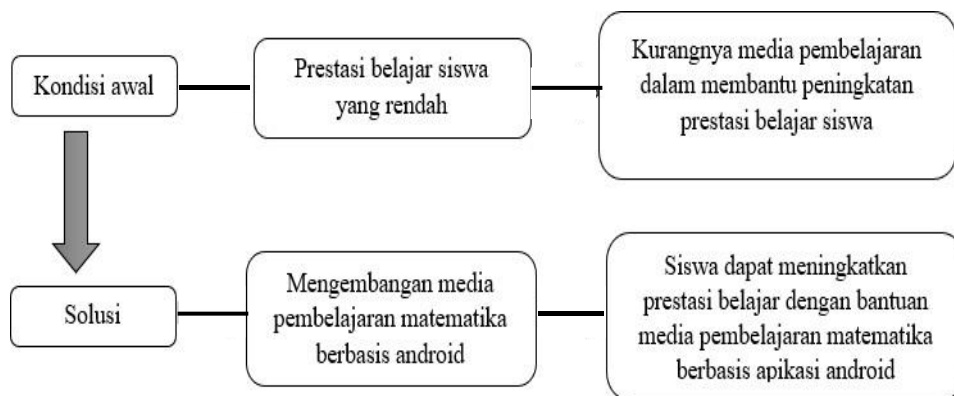 Kondisi awal
Prestasi belajar siswa
yang rendah
Kurangnya media pembelajaran
dalam membantu peningkatan
prestasi belajar siswa
Solusi
Mengembangan media
pembelajaran matematika
berbasis android
Siswa dapat meningkatkan
prestasi belajar dengan bantuan
media pembelajaran matematika
berbasis apikasi android